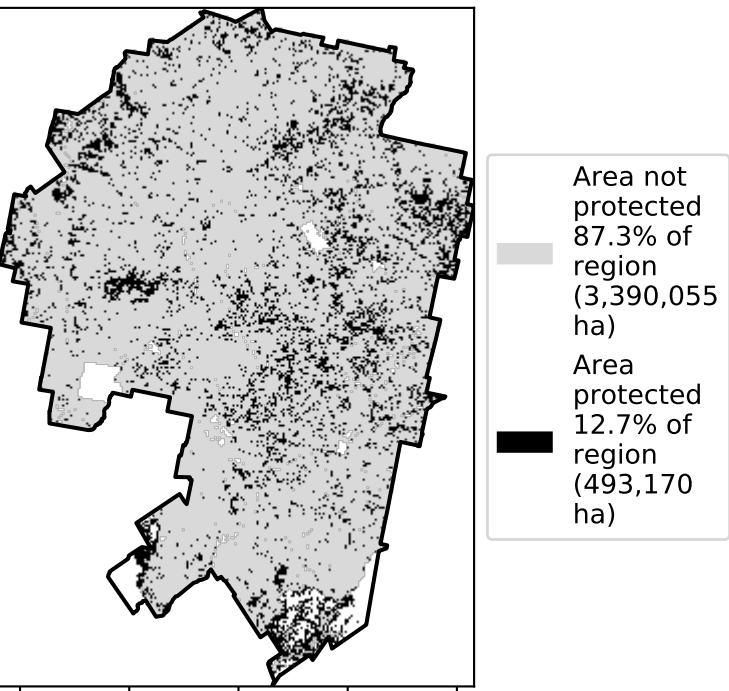 Area not
protected
87.3% of
region
(3,390,055
ha)
Area
protected
12.7% of
region
(493,170
ha)